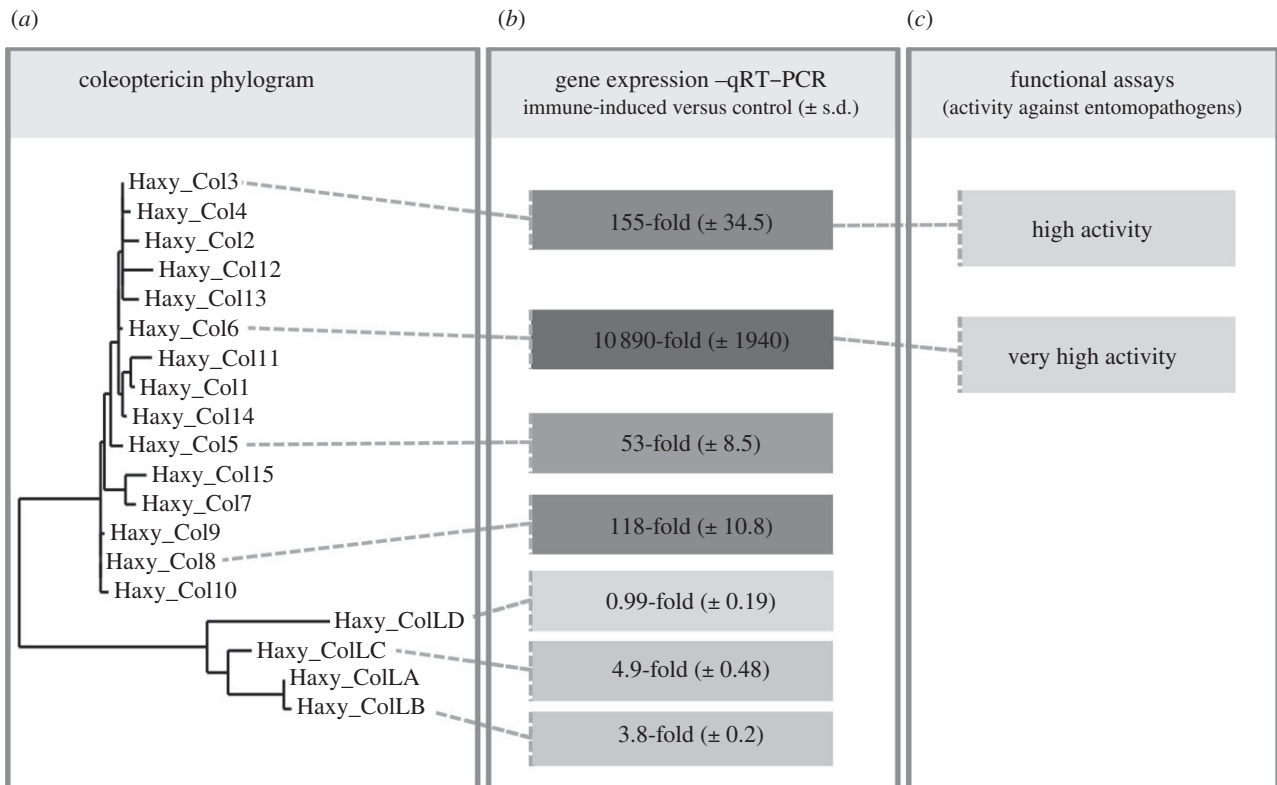 (a)
coleoptericin phylogram
Haxy_Col3
Haxy_Col4
Haxy_Col2
Haxy_Col12
Haxy_Col13
Haxy_Col6
Haxy_Col11
Haxy_Col1
Haxy_Col14
Haxy_Col5
Haxy_Col15
Haxy_Col7
Haxy_Col9
Haxy_Col8
Haxy_Col10
Haxy_ColLD
Haxy_ColLC
Haxy_ColLA
Haxy_ColLB
(b)
gene expression –qRT–PCR
immune-induced versus control (± s.d.)
155-fold (± 34.5)
10 890-fold (± 1940)
53-fold (± 8.5)
118-fold (± 10.8)
0.99-fold (± 0.19)
4.9-fold (± 0.48)
3.8-fold (± 0.2)
(c)
functional assays
(activity against entomopathogens)
high activity
very high activity